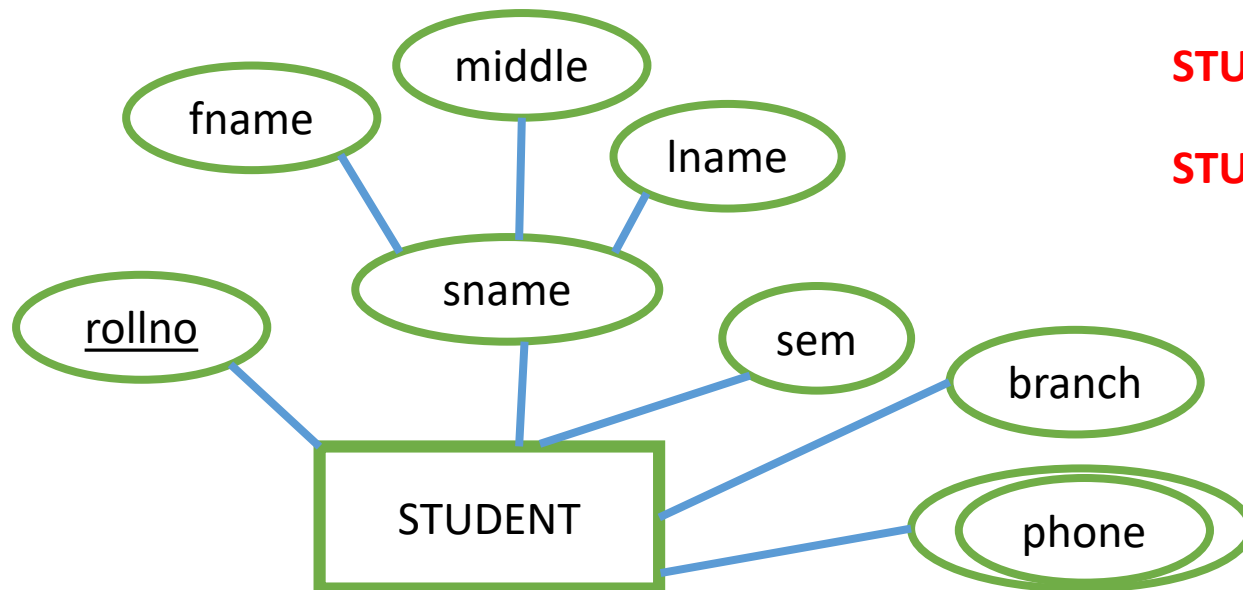 middle
STU
fname
lname
STU
sname
rollno
sem
branch
STUDENT
phone